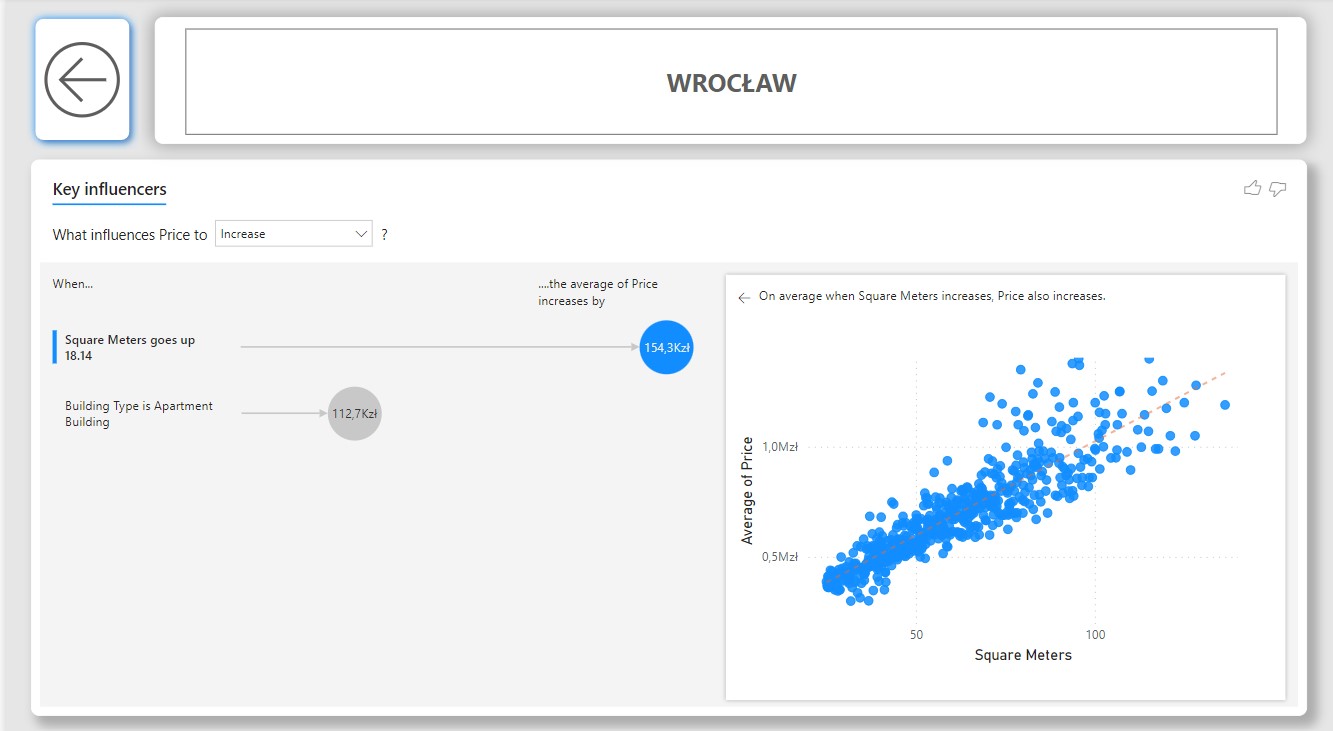 WROCŁAW
Key influencers
What influences Price to Increase ?
When...
....the average of Price
increases by
Square Meters goes up
18.14
154,3Kzł
Building Type is Apartment
Building
112,7Kzł
On average when Square Meters increases, Price also increases.
Average of Price
1,0Mzł
0,5Mzł
50 100
Square Meters